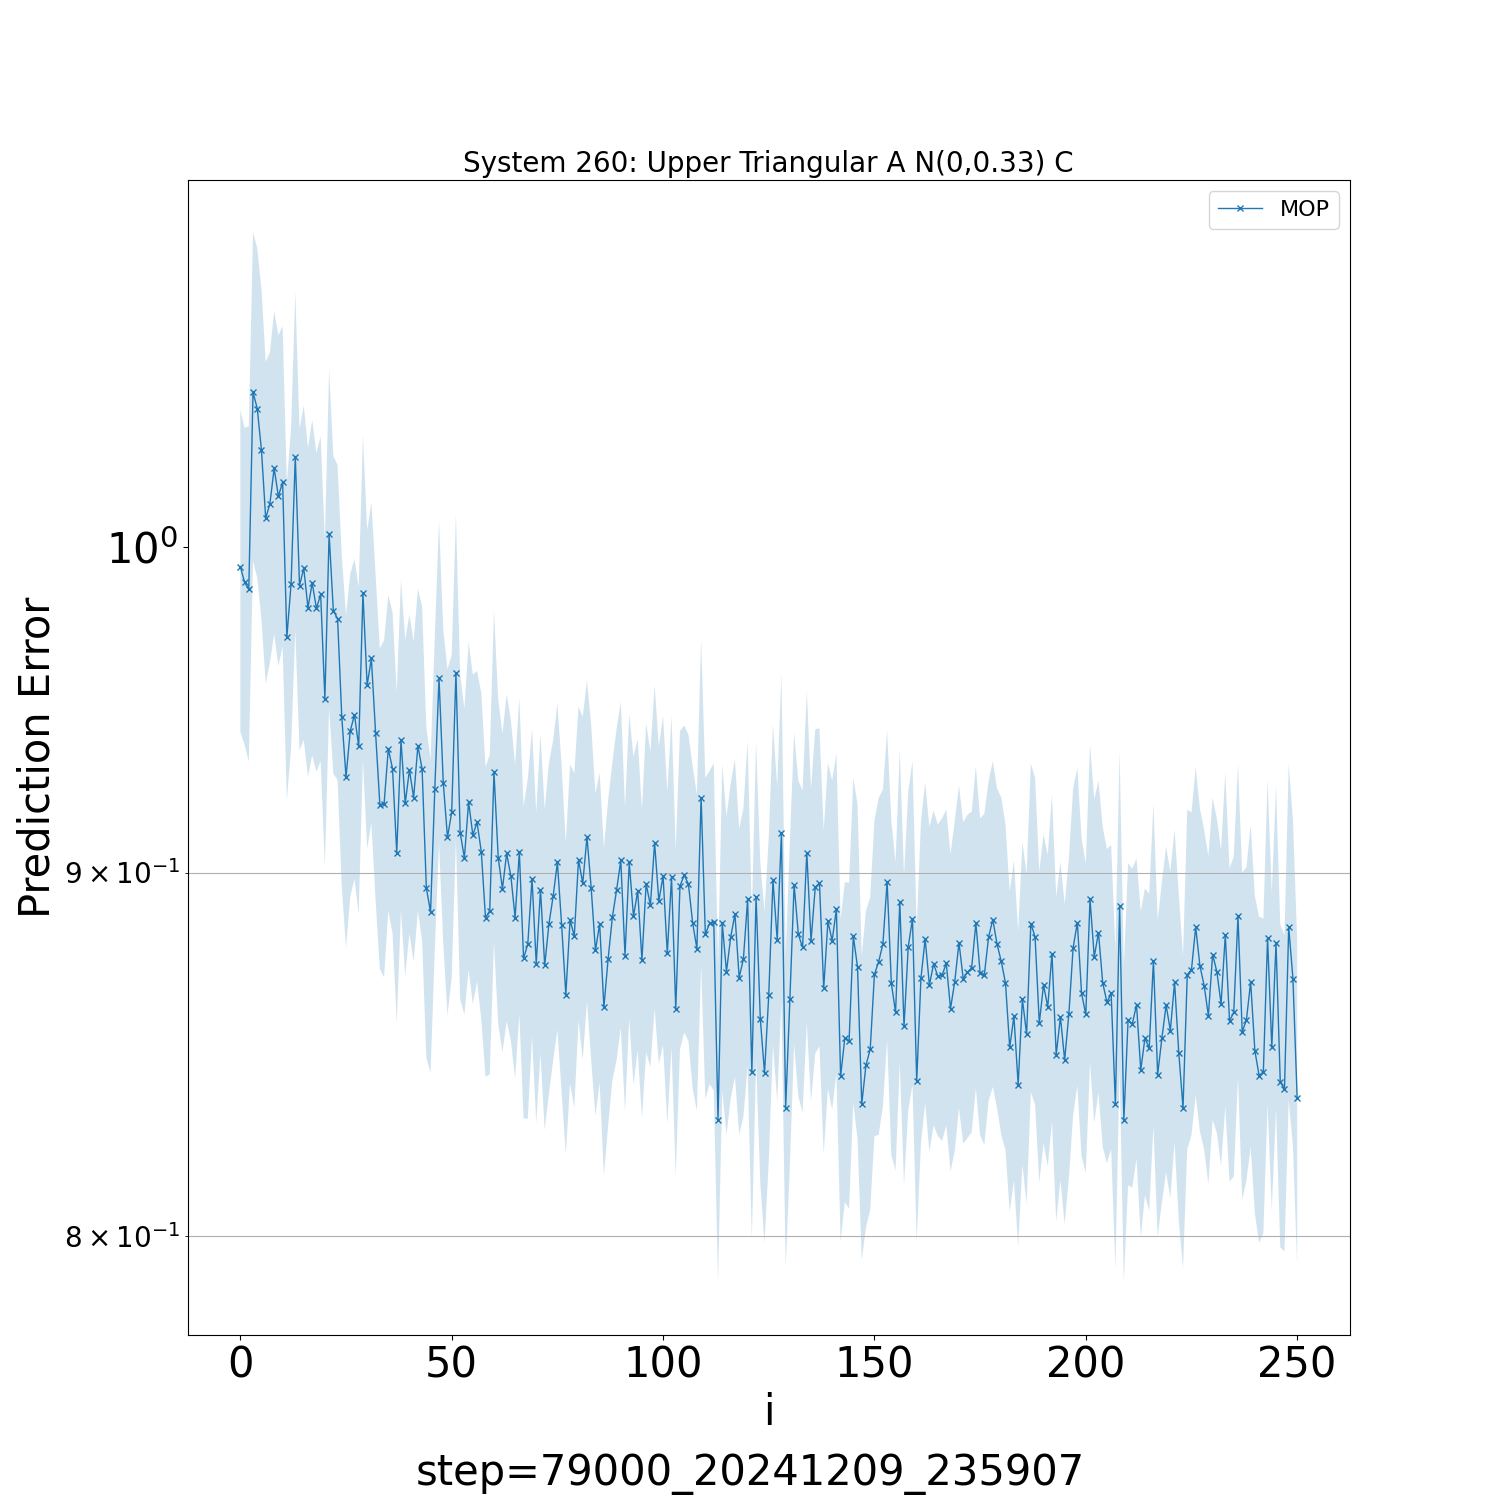 System 260: Upper Triangular A N(0,0.33) C
MOP
Prediction Error
10⁰
9 × 10⁻¹
8 × 10⁻¹
0 50 100 150 200 250
i
step=79000_20241209_235907